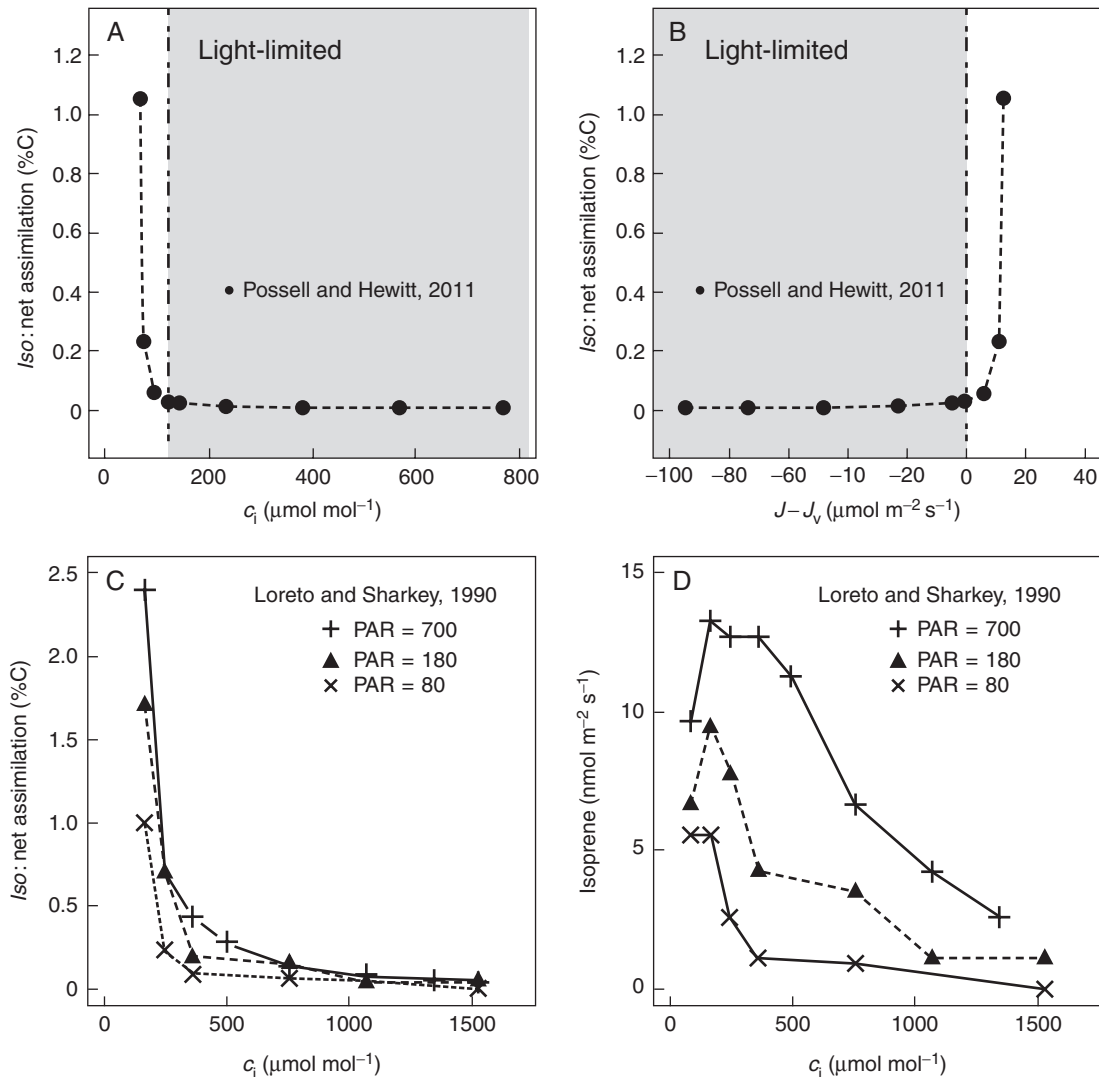 A
Light-limited
1.2
1.0
0.8
0.6
0.4
0.2
0
Possell and Hewitt, 2011
Iso:net assimilation (%C)
0 200 400 600 800
ci (µmol mol−1)
B
Light-limited
1.2
1.0
0.8
0.6
0.4
0.2
0
Possell and Hewitt, 2011
Iso:net assimilation (%C)
−100 −80 −60 −10 −20 0 20 40
J−Jv (µmol m−2 s−1)
C
Loreto and Sharkey, 1990
PAR = 700
PAR = 180
PAR = 80
2.5
2.0
1.5
1.0
0.5
0
Iso:net assimilation (%C)
0 500 1000 1500
ci (µmol mol−1)
D
Loreto and Sharkey, 1990
PAR = 700
PAR = 180
PAR = 80
15
10
5
0
Isoprene (nmol m−2 s−1)
0 500 1000 1500
ci (µmol mol−1)